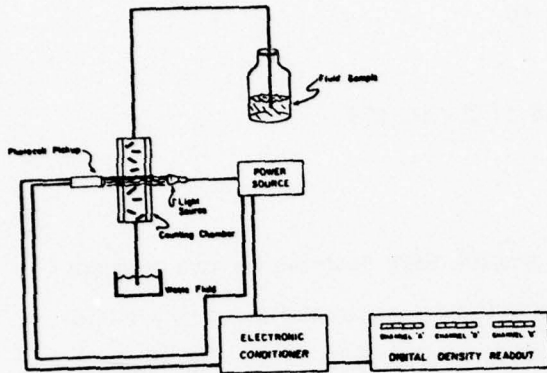 Fluid Sample
Photocell Pickup
POWER
SOURCE
Light
Source
Counting Chamber
Waste Fluid
ELECTRONIC
CONDITIONER
CHANNEL 'A' CHANNEL 'B' CHANNEL 'C'
DIGITAL DENSITY READOUT